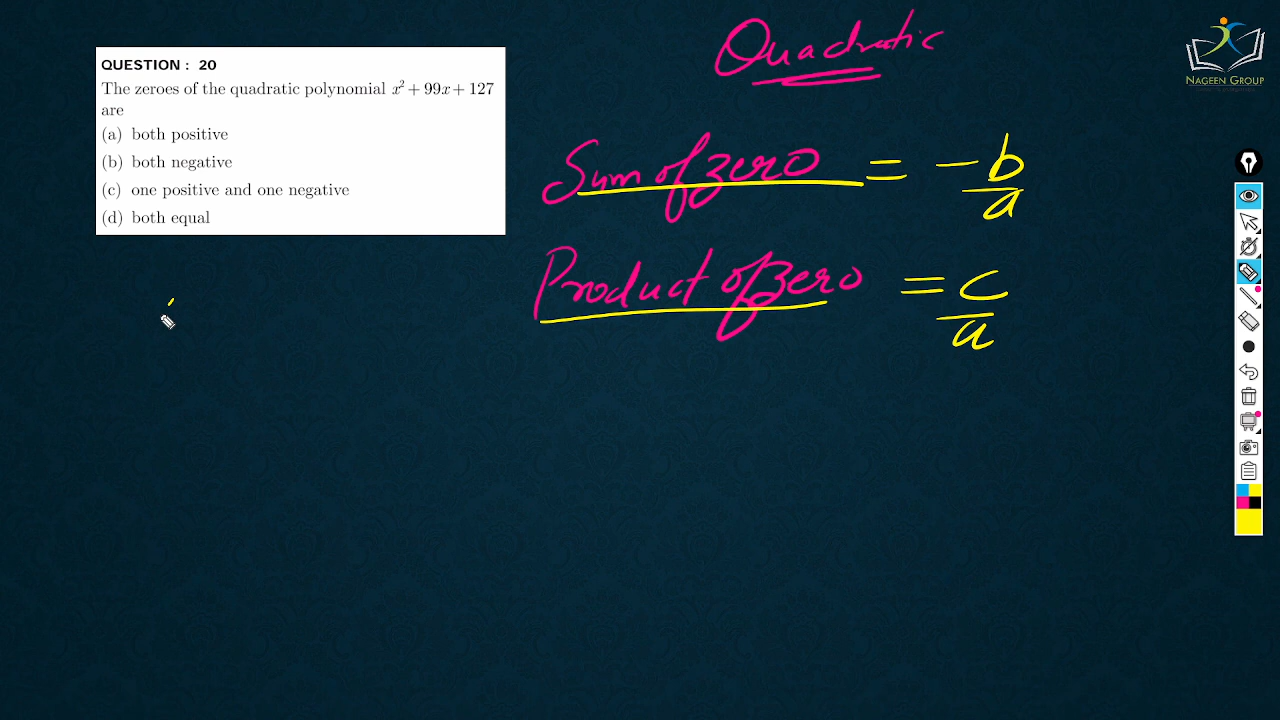 QUESTION : 20
The zeroes of the quadratic polynomial x² + 99x + 127
are
(a) both positive
(b) both negative
(c) one positive and one negative
(d) both equal
Quadratic
Sum of zero = -b/a
Product of zero = c/a
NAGEEN GROUP